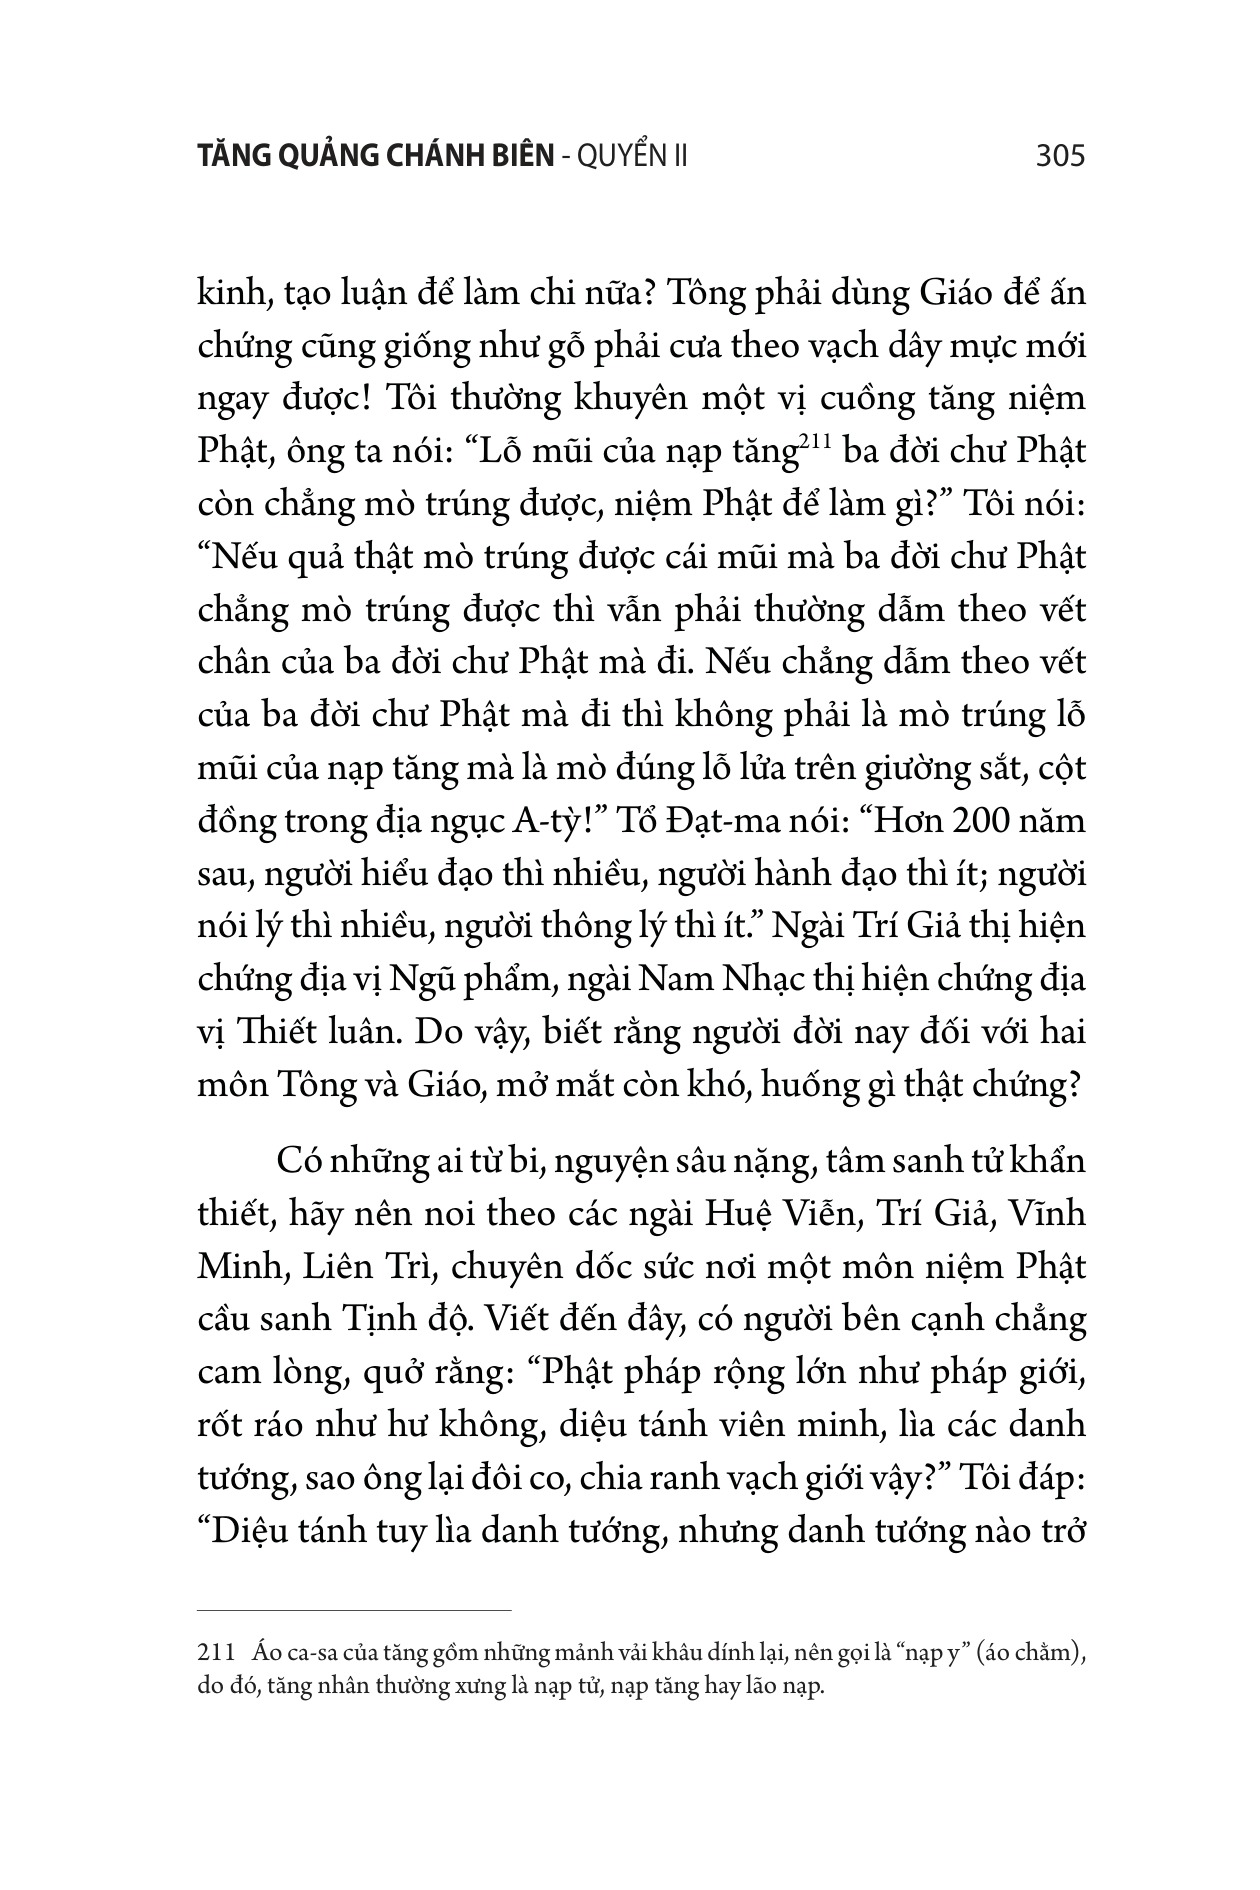 TĂNG QUẢNG CHÁNH BIÊN - QUYỂN II 305
kinh, tạo luận để làm chi nữa? Tông phải dùng Giáo để ấn
chứng cũng giống như gỗ phải cưa theo vạch dây mực mới
ngay được! Tôi thường khuyên một vị cuồng tăng niệm
Phật, ông ta nói: “Lỗ mũi của nạp tăng211 ba đời chư Phật
còn chẳng mò trúng được, niệm Phật để làm gì?” Tôi nói:
“Nếu quả thật mò trúng được cái mũi mà ba đời chư Phật
chẳng mò trúng được thì vẫn phải thường dẫm theo vết
chân của ba đời chư Phật mà đi. Nếu chẳng dẫm theo vết
của ba đời chư Phật mà đi thì không phải là mò trúng lỗ
mũi của nạp tăng mà là mò đúng lỗ lửa trên giường sắt, cột
đồng trong địa ngục A-tỳ!” Tổ Đạt-ma nói: “Hơn 200 năm
sau, người hiểu đạo thì nhiều, người hành đạo thì ít; người
nói lý thì nhiều, người thông lý thì ít.” Ngài Trí Giả thị hiện
chứng địa vị Ngũ phẩm, ngài Nam Nhạc thị hiện chứng địa
vị Thiết luân. Do vậy, biết rằng người đời nay đối với hai
môn Tông và Giáo, mở mắt còn khó, huống gì thật chứng?
Có những ai từ bi, nguyện sâu nặng, tâm sanh tử khẩn
thiết, hãy nên noi theo các ngài Huệ Viễn, Trí Giả, Vĩnh
Minh, Liên Trì, chuyên dốc sức nơi một môn niệm Phật
cầu sanh Tịnh độ. Viết đến đây, có người bên cạnh chẳng
cam lòng, quở rằng: “Phật pháp rộng lớn như pháp giới,
rốt ráo như hư không, diệu tánh viên minh, lìa các danh
tướng, sao ông lại đôi co, chia ranh vạch giới vậy?” Tôi đáp:
“Diệu tánh tuy lìa danh tướng, nhưng danh tướng nào trở
211 Áo ca-sa của tăng gồm những mảnh vải khâu dính lại, nên gọi là “nạp y” (áo chằm),
do đó, tăng nhân thường xưng là nạp tử, nạp tăng hay lão nạp.